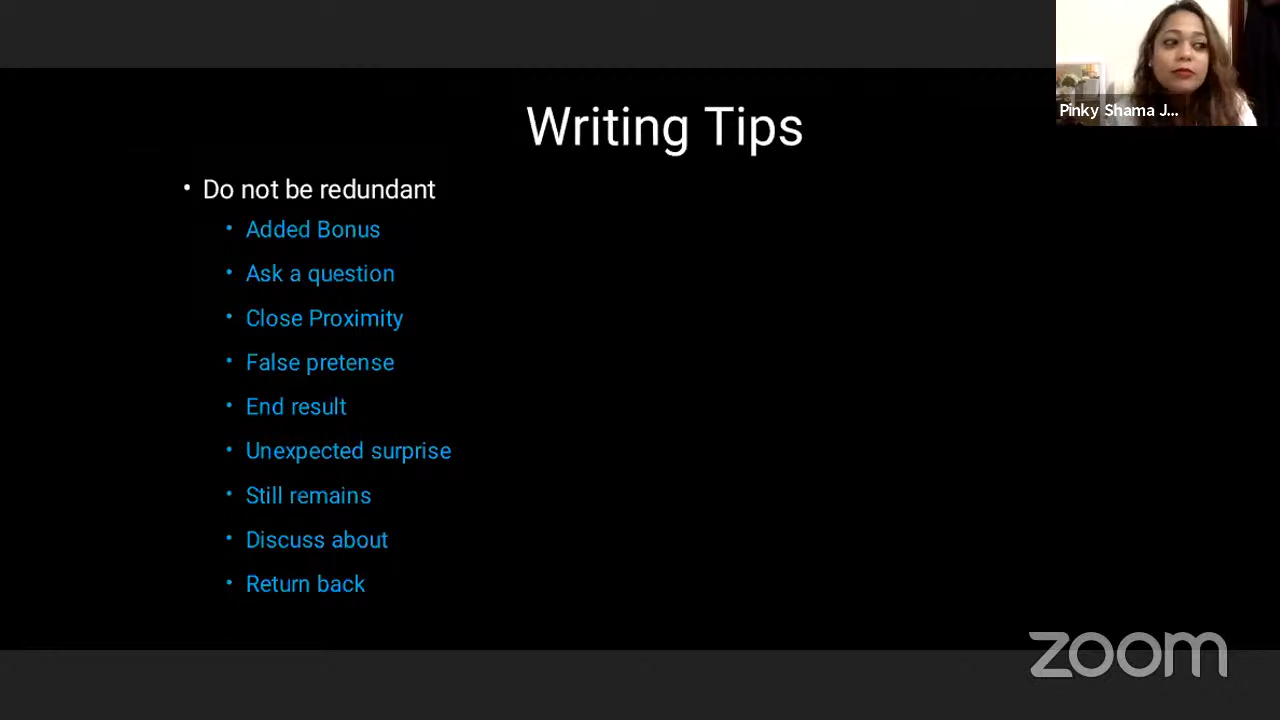 Writing Tips
• Do not be redundant
• Added Bonus
• Ask a question
• Close Proximity
• False pretense
• End result
• Unexpected surprise
• Still remains
• Discuss about
• Return back
Pinky Shama J...
zoom